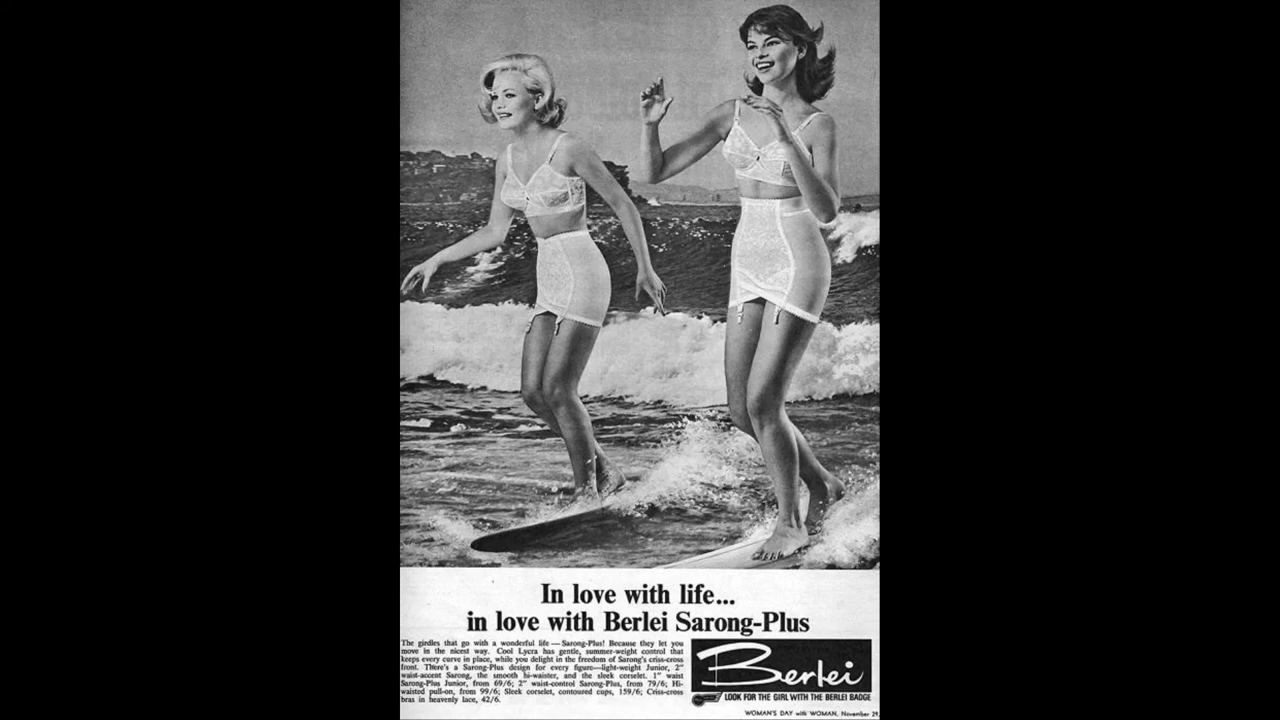 In love with life...
in love with Berlei Sarong-Plus
The girdles that go with a wonderful life — Sarong-Plus! Because they let you
move in the nicest way. Cool Lycra has gentle, summer-weight control that
keeps every curve in place, while you delight in the freedom of Sarong's criss-cross
front. There's a Sarong-Plus design for every figure—light-weight Junior, 2"
waist-accent Sarong, the smooth hi-waister, and the sleek corselet. 1" waist
Sarong-Plus Junior, from 69/6; 2" waist-control Sarong-Plus, from 79/6; Hi-
waisted pull-on, from 99/6; Sleek corselet, contoured cups, 159/6; Criss-cross
bras in heavenly lace, 42/6.
Berlei
LOOK FOR THE GIRL WITH THE BERLEI BADGE
WOMAN'S DAY with WOMAN, November 29,